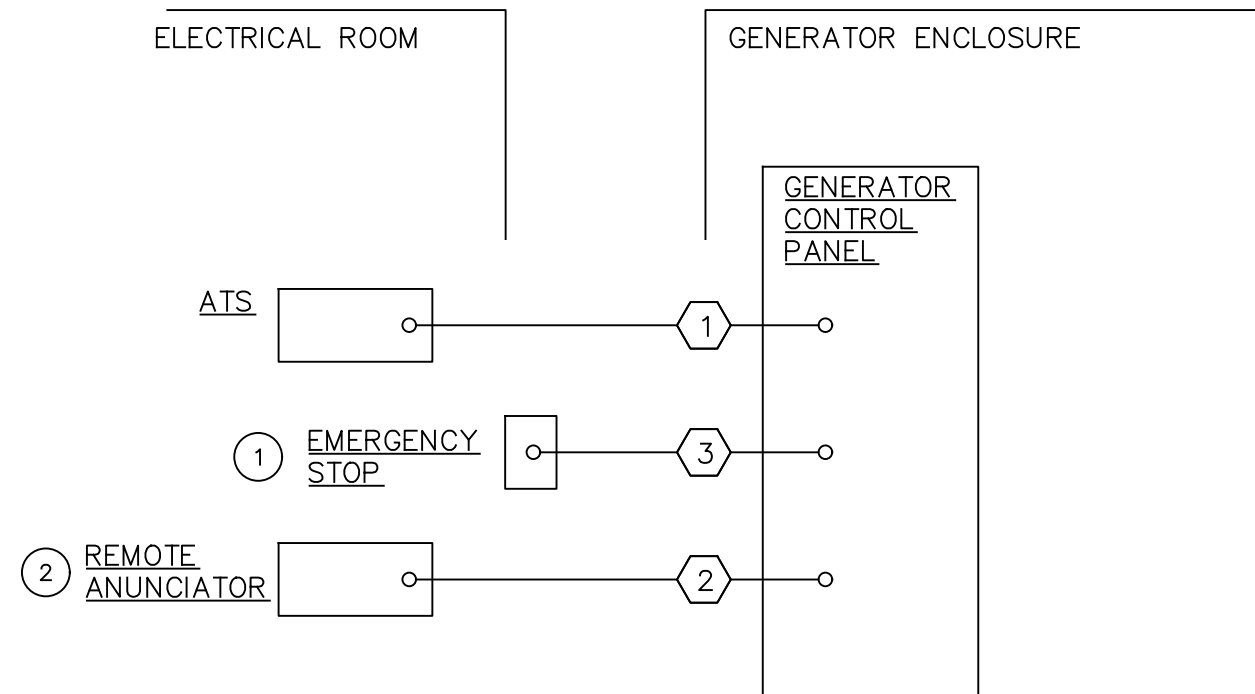 ELECTRICAL ROOM
GENERATOR ENCLOSURE
GENERATOR
CONTROL
PANEL
ATS
1
1
EMERGENCY
STOP
3
2
REMOTE
ANUNCIATOR
2